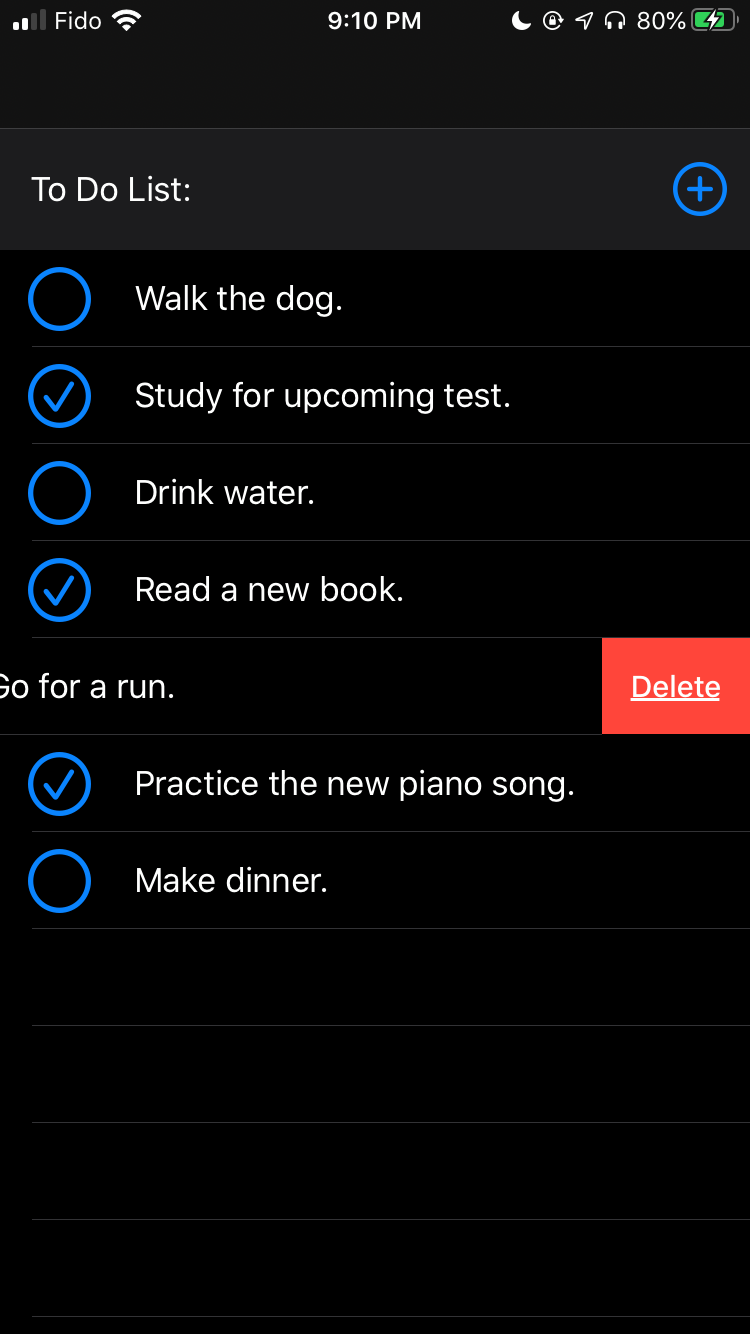 Fido 9:10 PM 80%
To Do List:
Walk the dog.
Study for upcoming test.
Drink water.
Read a new book.
Go for a run. Delete
Practice the new piano song.
Make dinner.